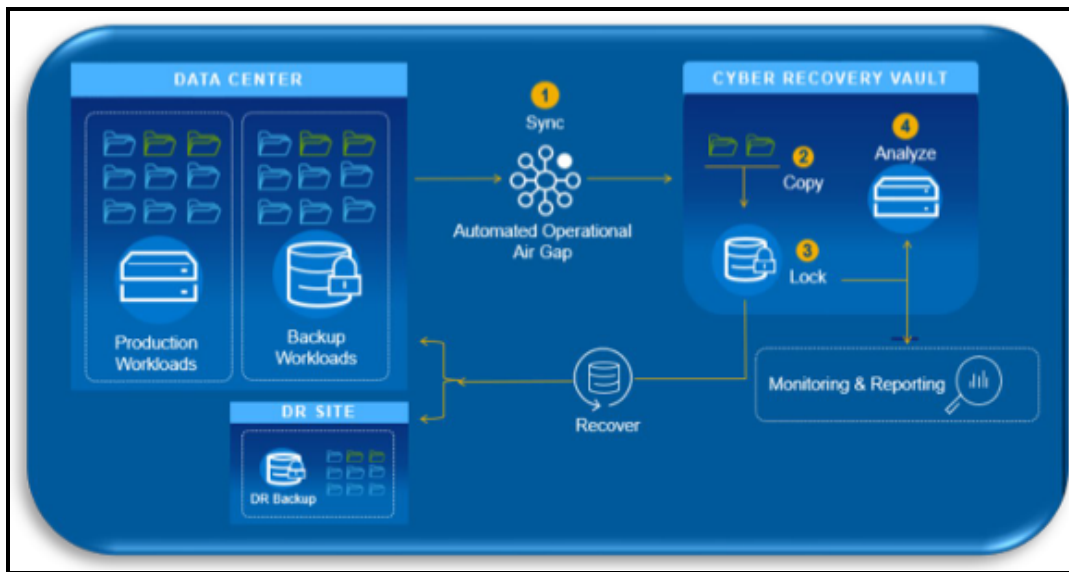 DATA CENTER
Production
Workloads
Backup
Workloads
1
Sync
Automated Operational
Air Gap
CYBER RECOVERY VAULT
2
Copy
3
Lock
4
Analyze
Monitoring & Reporting
Recover
DR SITE
DR Backup